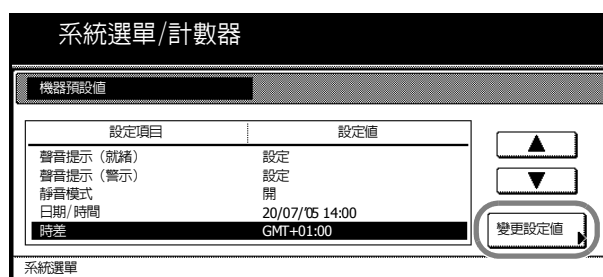 系統選單/計數器
機器預設值
設定項目 設定值
聲音提示（就緒） 設定
聲音提示（警示） 設定
靜音模式 開
日期/時間 20/07/'05 14:00
時差 GMT+01:00
變更設定值
系統選單